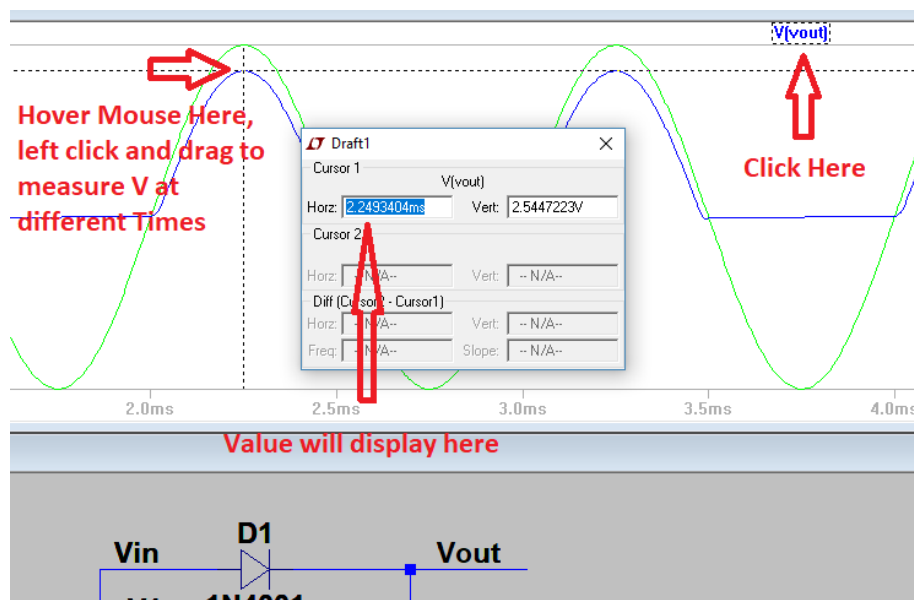 V(vout)
Hover Mouse Here,
left click and drag to
measure V at
different Times
Click Here
Draft1
Cursor 1
V(vout)
Horz: 2.2493404ms Vert: 2.5447223V
Cursor 2
Horz: -- N/A-- Vert: -- N/A--
Diff (Cursor2 - Cursor1)
Horz: -- N/A-- Vert: -- N/A--
Freq: -- N/A-- Slope: -- N/A--
2.0ms 2.5ms 3.0ms 3.5ms 4.0ms
Value will display here
D1
Vin Vout